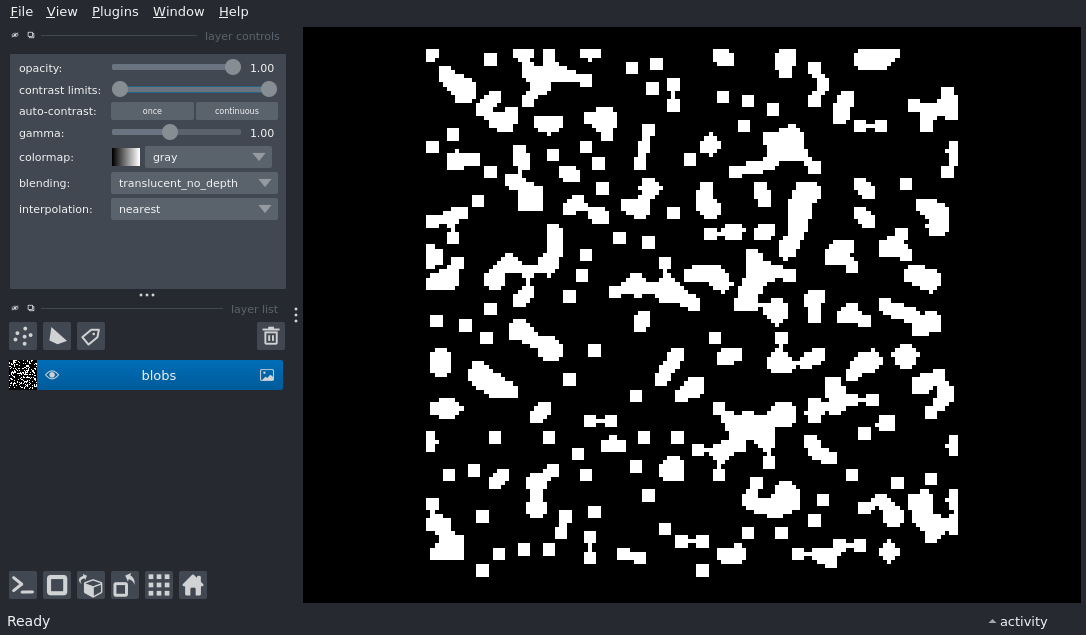 File View Plugins Window Help
layer controls
opacity: 1.00
contrast limits:
auto-contrast: once continuous
gamma: 1.00
colormap: gray
blending: translucent_no_depth
interpolation: nearest
layer list
blobs
Ready activity